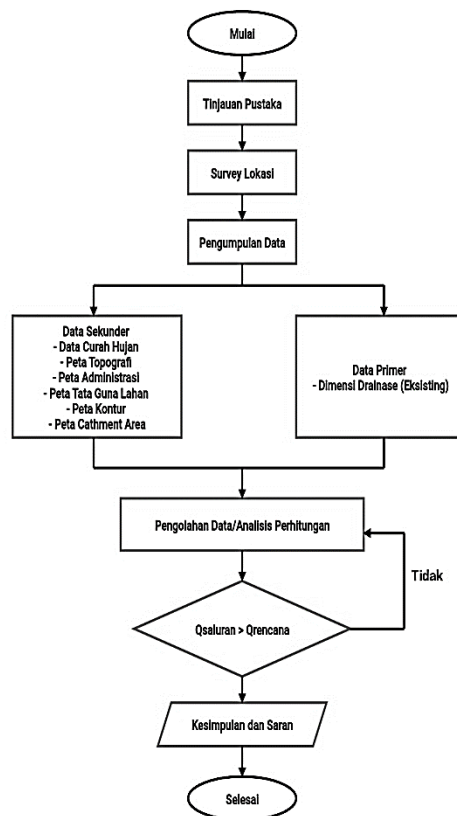 Mulai
Tinjauan Pustaka
Survey Lokasi
Pengumpulan Data
Data Sekunder
- Data Curah Hujan
- Peta Topografi
- Peta Administrasi
- Peta Tata Guna Lahan
- Peta Kontur
- Peta Cathment Area
Data Primer
- Dimensi Drainase (Eksisting)
Pengolahan Data/Analisis Perhitungan
Tidak
Qsaluran > Qrencana
Kesimpulan dan Saran
Selesai